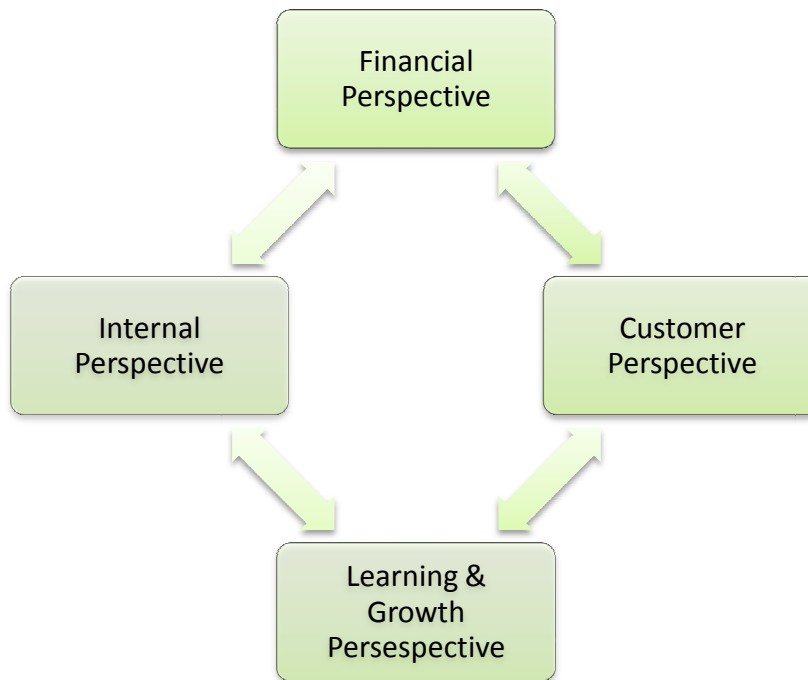 Financial
Perspective
Internal
Perspective
Customer
Perspective
Learning &
Growth
Persespective